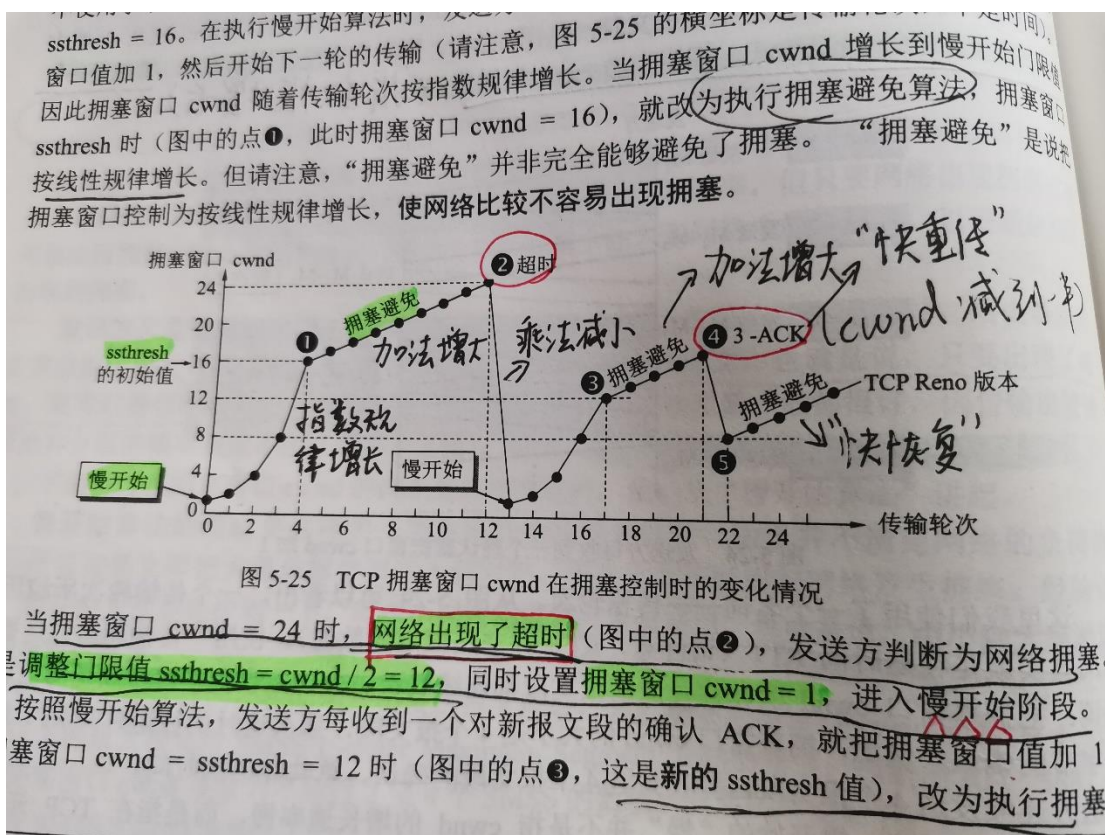 ssthresh = 16。在执行慢开始算法时，发送方
窗口值加 1，然后开始下一轮的传输（请注意，图 5-25 的横坐标是传输轮次，不是时间）。
因此拥塞窗口 cwnd 随着传输轮次按指数规律增长。当拥塞窗口 cwnd 增长到慢开始门限值
ssthresh 时（图中的点❶，此时拥塞窗口 cwnd = 16），就改为执行拥塞避免算法，拥塞窗口
按线性规律增长。但请注意，“拥塞避免”并非完全能够避免了拥塞。 “拥塞避免”是说把
拥塞窗口控制为按线性规律增长，使网络比较不容易出现拥塞。
拥塞窗口 cwnd
❷超时
加法增大
“快重传”
(cwnd 减到一半)
24
20
16
12
8
4
0
ssthresh
的初始值
❶
拥塞避免
加法增大
乘法减小
❸
拥塞避免
❹ 3-ACK
拥塞避免
TCP Reno 版本
指数规
律增长
慢开始
慢开始
❺
“快恢复”
0 2 4 6 8 10 12 14 16 18 20 22 24
传输轮次
图 5-25 TCP 拥塞窗口 cwnd 在拥塞控制时的变化情况
当拥塞窗口 cwnd = 24 时，网络出现了超时（图中的点❷），发送方判断为网络拥塞。
是调整门限值 ssthresh = cwnd / 2 = 12，同时设置拥塞窗口 cwnd = 1，进入慢开始阶段。
按照慢开始算法，发送方每收到一个对新报文段的确认 ACK，就把拥塞窗口值加 1
塞窗口 cwnd = ssthresh = 12 时（图中的点❸，这是新的 ssthresh 值），改为执行拥塞